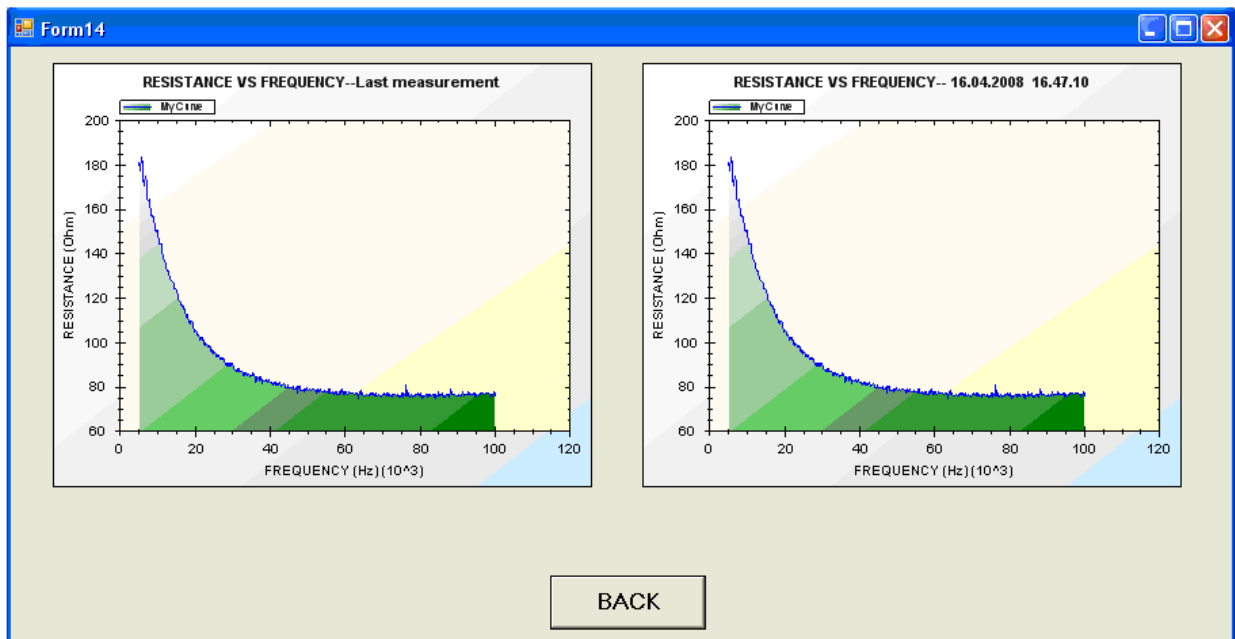 Form14
RESISTANCE VS FREQUENCY--Last measurement
MyCurve
RESISTANCE (Ohm)
200
180
160
140
120
100
80
60
0 20 40 60 80 100 120
FREQUENCY (Hz) (10^3)
RESISTANCE VS FREQUENCY-- 16.04.2008 16.47.10
MyCurve
RESISTANCE (Ohm)
200
180
160
140
120
100
80
60
0 20 40 60 80 100 120
FREQUENCY (Hz) (10^3)
BACK